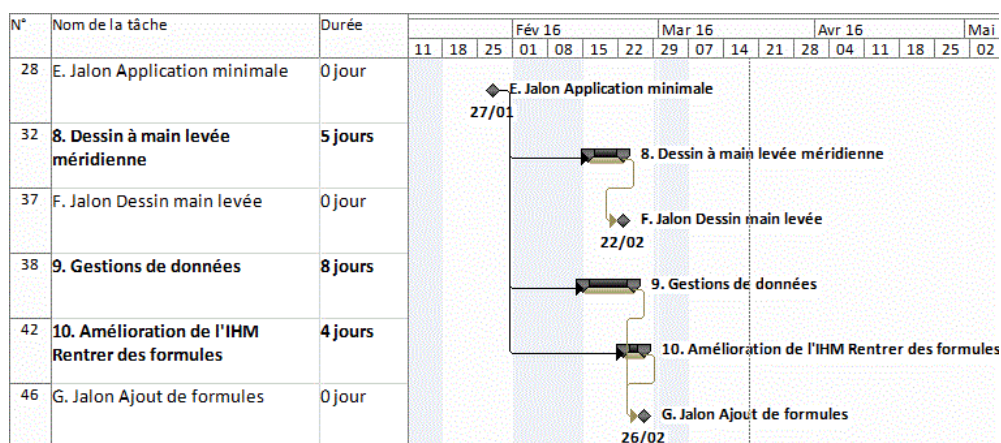 N° Nom de la tâche Durée
Fév 16 Mar 16 Avr 16 Mai
11 18 25 01 08 15 22 29 07 14 21 28 04 11 18 25 02
28 E. Jalon Application minimale 0 jour
E. Jalon Application minimale
27/01
32 8. Dessin à main levée méridienne 5 jours
8. Dessin à main levée méridienne
37 F. Jalon Dessin main levée 0 jour
F. Jalon Dessin main levée
22/02
38 9. Gestions de données 8 jours
9. Gestions de données
42 10. Amélioration de l'IHM Rentrer des formules 4 jours
10. Amélioration de l'IHM Rentrer des formules
46 G. Jalon Ajout de formules 0 jour
G. Jalon Ajout de formules
26/02